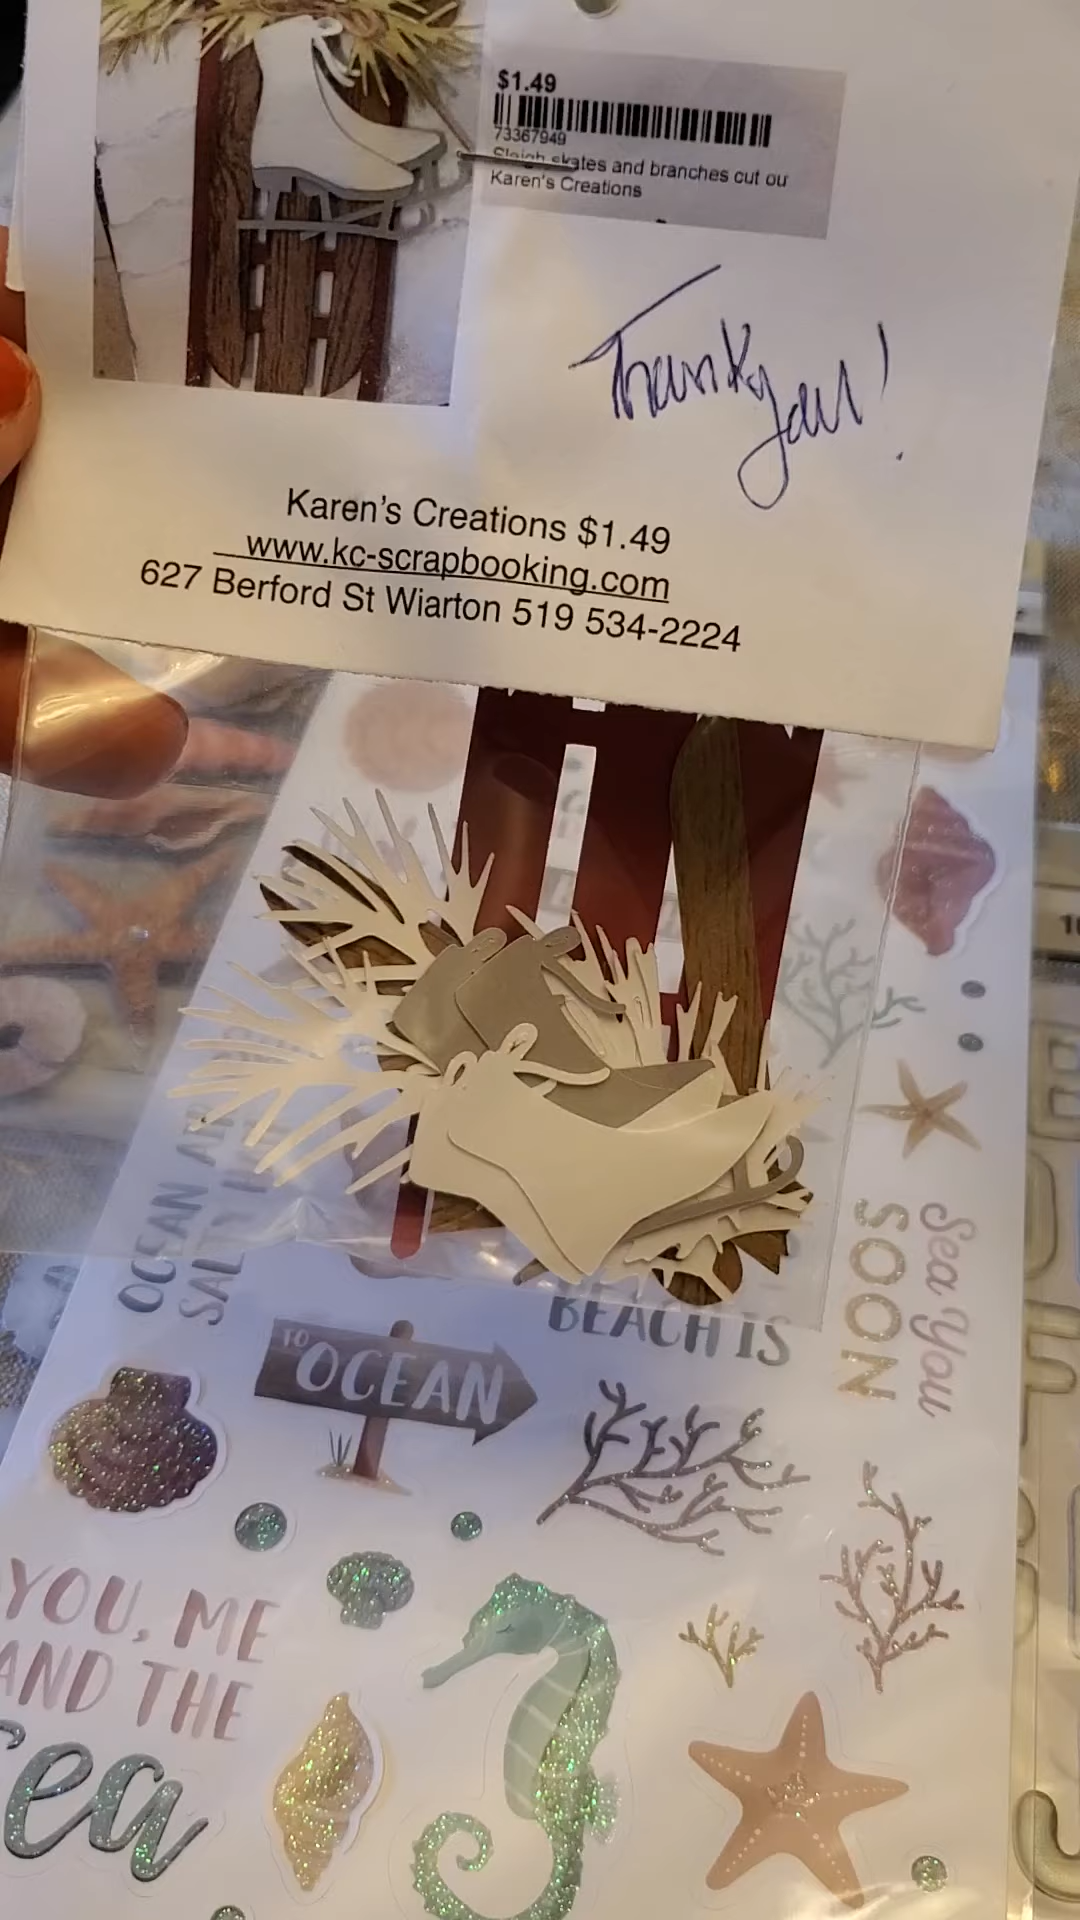 $1.49
73367949
Sleigh skates and branches cut ou
Karen's Creations
Thank you!
Karen's Creations $1.49
www.kc-scrapbooking.com
627 Berford St Wiarton 519 534-2224
OCEAN AIR
SALT
BEACH IS
Sea You
SOON
TO
OCEAN
YOU, ME
AND THE
Sea